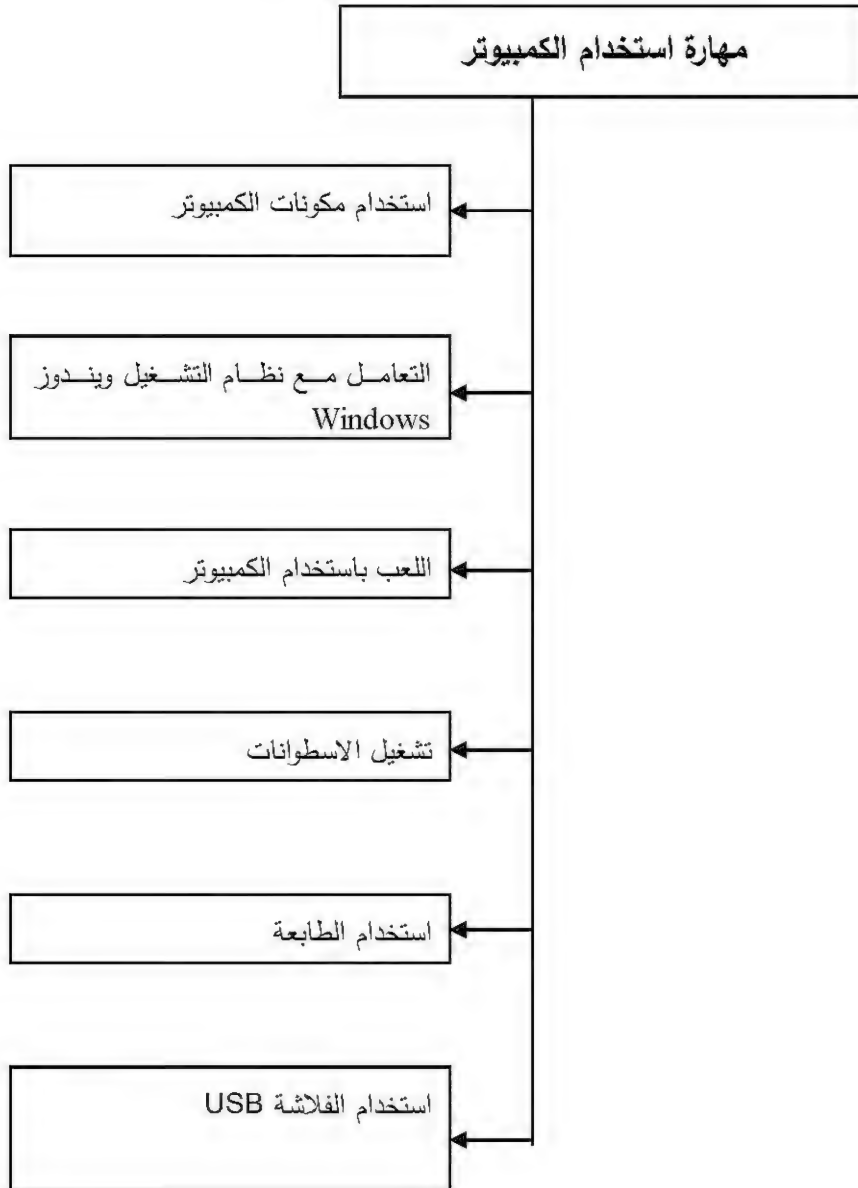 مهارة استخدام الكمبيوتر
استخدام مكونات الكمبيوتر
التعامل مع نظام التشغيل ويندوز
Windows
اللعب باستخدام الكمبيوتر
تشغيل الاسطوانات
استخدام الطابعة
استخدام الفلاشة USB